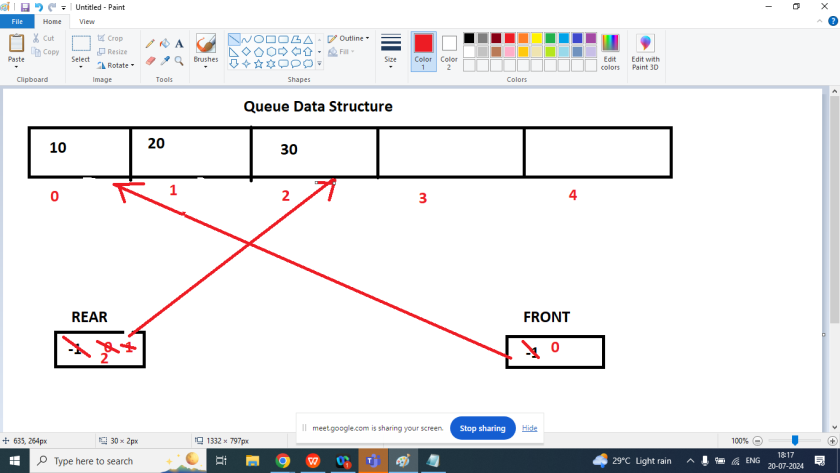 Untitled - Paint
File Home View
Paste
Cut
Copy
Clipboard
Select
Crop
Resize
Rotate
Image
A
Tools
Brushes
Shapes
Outline
Fill
Size
Color 1
Color 2
Edit colors
Colors
Edit with Paint 3D
Queue Data Structure
10 20 30
0 1 2 3 4
REAR FRONT
-1 0 1
2
-1 0
meet.google.com is sharing your screen. Stop sharing Hide
635, 264px 30 × 2px 1332 × 797px 100%
Type here to search
29°C Light rain ENG
18:17
20-07-2024